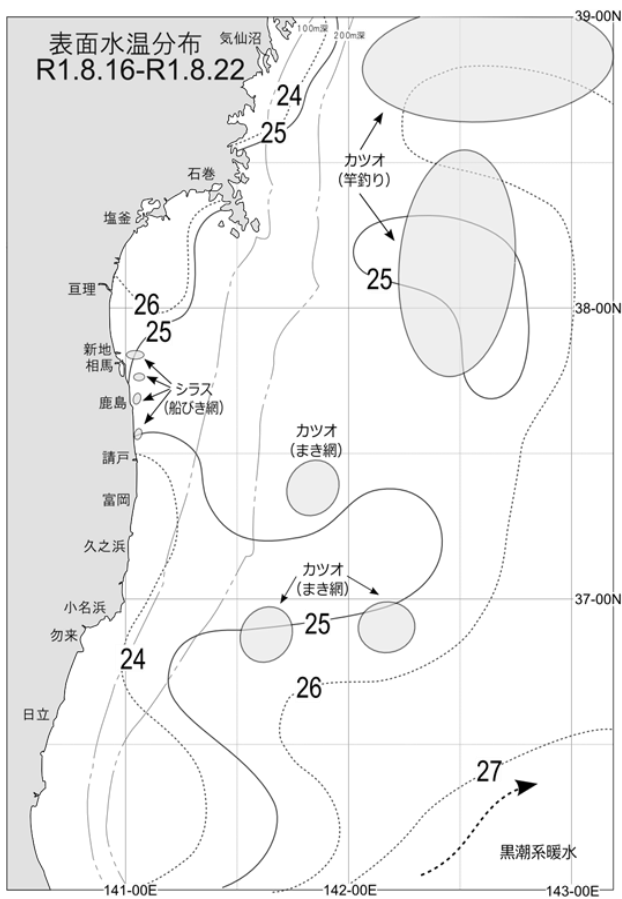 表面水温分布
R1.8.16-R1.8.22
気仙沼
100m深
200m深
39-00N
24
25
カツオ
(竿釣り)
石巻
塩釜
亘理
26
25
25
38-00N
新地
相馬
シラス
(船びき網)
鹿島
カツオ
(まき網)
請戸
富岡
久之浜
カツオ
(まき網)
小名浜
37-00N
勿来
25
24
26
日立
27
黒潮系暖水
141-00E
142-00E
143-00E